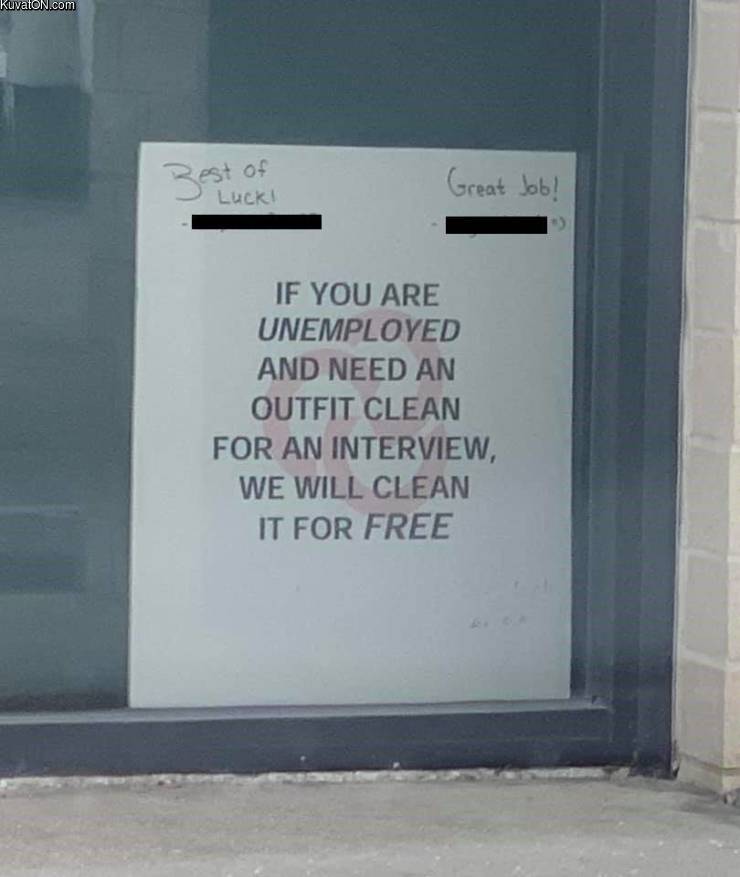 KuvatON.com
Best of
Luck!
Great Job!
IF YOU ARE
UNEMPLOYED
AND NEED AN
OUTFIT CLEAN
FOR AN INTERVIEW,
WE WILL CLEAN
IT FOR FREE